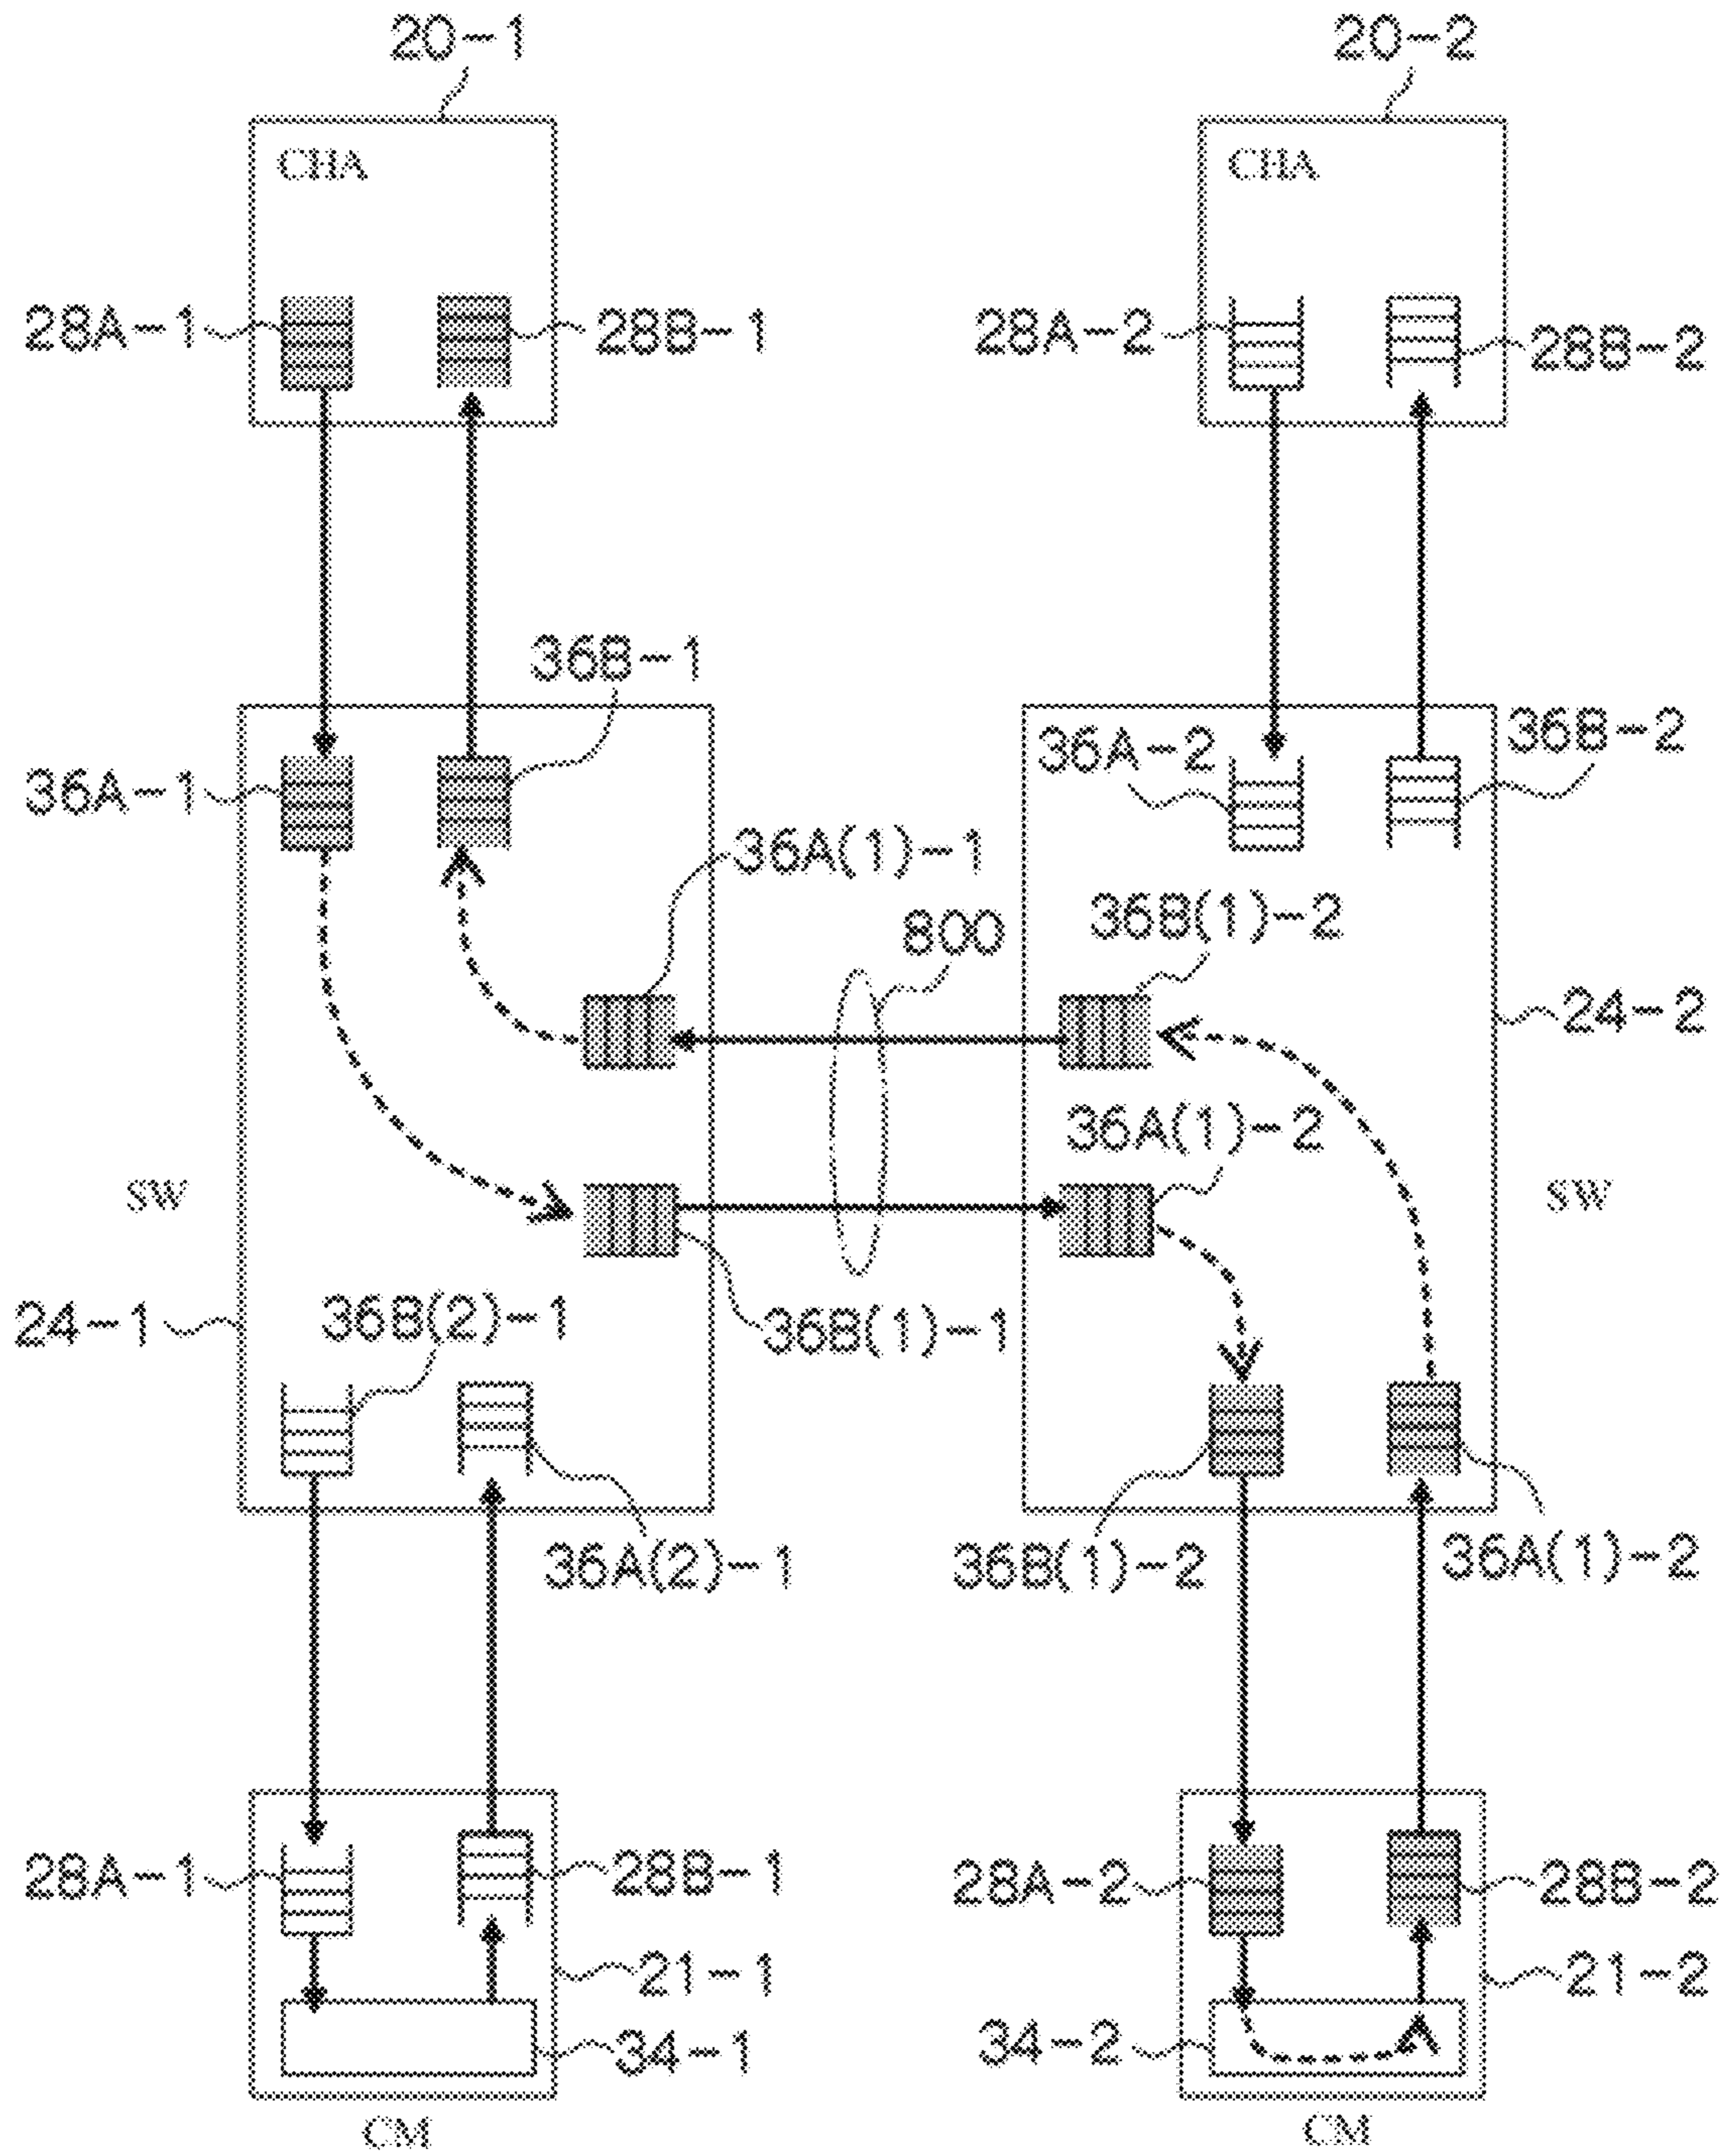 20-1
20-2
CHA
CHA
28A-1
28B-1
28A-2
28B-2
36B-1
36A-1
36A-2
36B-2
36A(1)-1
800
36B(1)-2
24-2
36A(1)-2
SW
SW
24-1
36B(2)-1
36B(1)-1
36A(2)-1
36B(1)-2
36A(1)-2
28A-1
28B-1
28A-2
28B-2
21-1
21-2
34-1
34-2
CM
CM